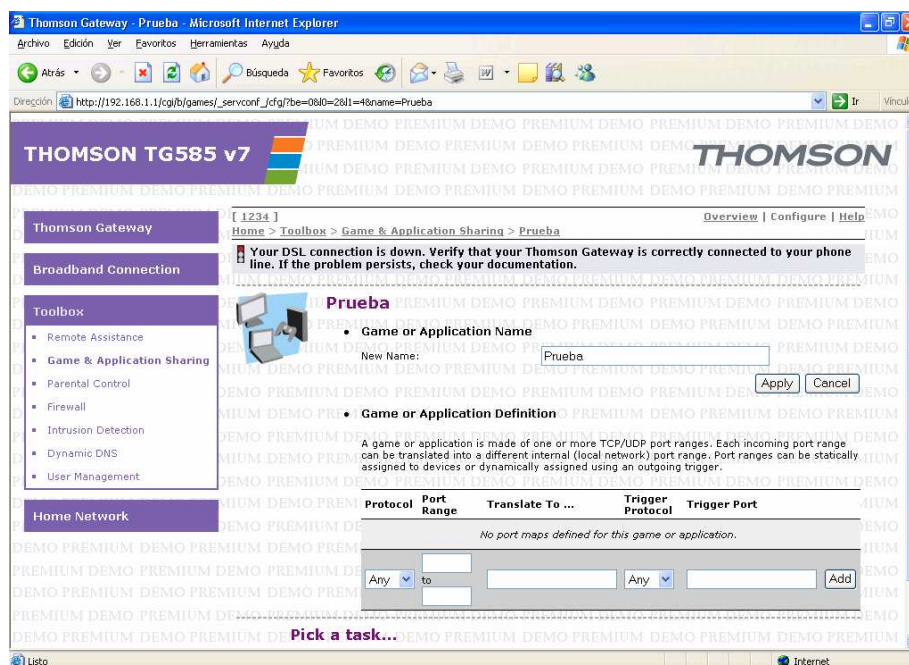 Thomson Gateway - Prueba - Microsoft Internet Explorer
Archivo Edición Ver Favoritos Herramientas Ayuda
Atrás Búsqueda Favoritos
Dirección http://192.168.1.1/cgi/b/games/_servconf_/cfg/?be=0&l0=2&l1=4&name=Prueba Ir Vínculos
THOMSON TG585 v7
THOMSON
[ 1234 ] Overview | Configure | Help
Home > Toolbox > Game & Application Sharing > Prueba
Your DSL connection is down. Verify that your Thomson Gateway is correctly connected to your phone
line. If the problem persists, check your documentation.
Thomson Gateway
Broadband Connection
Toolbox
Remote Assistance
Game & Application Sharing
Parental Control
Firewall
Intrusion Detection
Dynamic DNS
User Management
Home Network
Prueba
Game or Application Name
New Name: Prueba
Apply Cancel
Game or Application Definition
A game or application is made of one or more TCP/UDP port ranges. Each incoming port range
can be translated into a different internal (local network) port range. Port ranges can be statically
assigned to devices or dynamically assigned using an outgoing trigger.
Protocol Port Range Translate To ... Trigger Protocol Trigger Port
No port maps defined for this game or application.
Any to Any Add
Pick a task...
Listo Internet